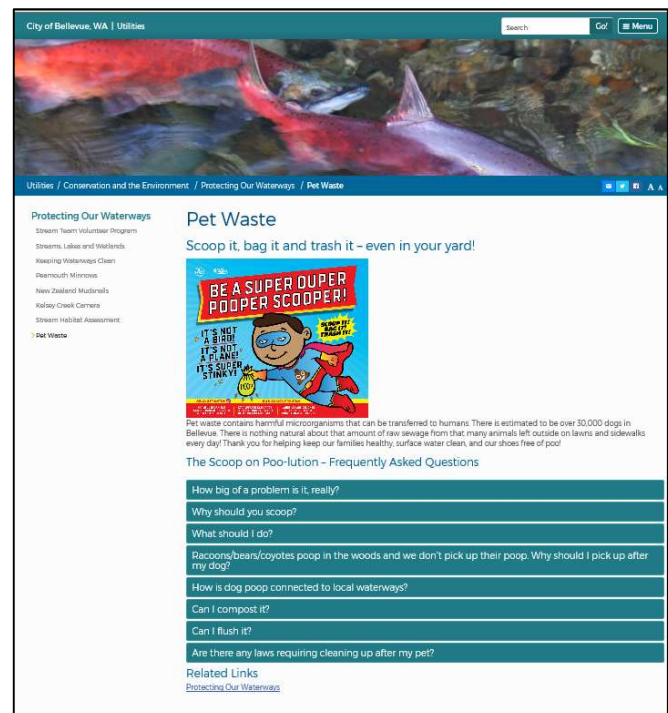 City of Bellevue, WA | Utilities
Search
Go!
≡ Menu
Utilities / Conservation and the Environment / Protecting Our Waterways / Pet Waste
A A
Protecting Our Waterways
Stream Team Volunteer Program
Streams, Lakes and Wetlands
Keeping Waterways Clean
Peamouth Minnows
New Zealand Mudsnails
Kelsey Creek Camera
Stream Habitat Assessment
> Pet Waste
Pet Waste
Scoop it, bag it and trash it – even in your yard!
BE A SUPER DUPER
POOPER SCOOPER!
IT'S NOT
A BIRD!
IT'S NOT
A PLANE!
IT'S SUPER
STINKY!
SCOOP IT!
BAG IT!
TRASH IT!
POO
Pet waste contains harmful microorganisms that can be transferred to humans. There is estimated to be over 30,000 dogs in
Bellevue. There is nothing natural about that amount of raw sewage from that many animals left outside on lawns and sidewalks
every day! Thank you for helping keep our families healthy, surface water clean, and our shoes free of poo!
The Scoop on Poo-lution – Frequently Asked Questions
How big of a problem is it, really?
Why should you scoop?
What should I do?
Racoons/bears/coyotes poop in the woods and we don't pick up their poop. Why should I pick up after
my dog?
How is dog poop connected to local waterways?
Can I compost it?
Can I flush it?
Are there any laws requiring cleaning up after my pet?
Related Links
Protecting Our Waterways